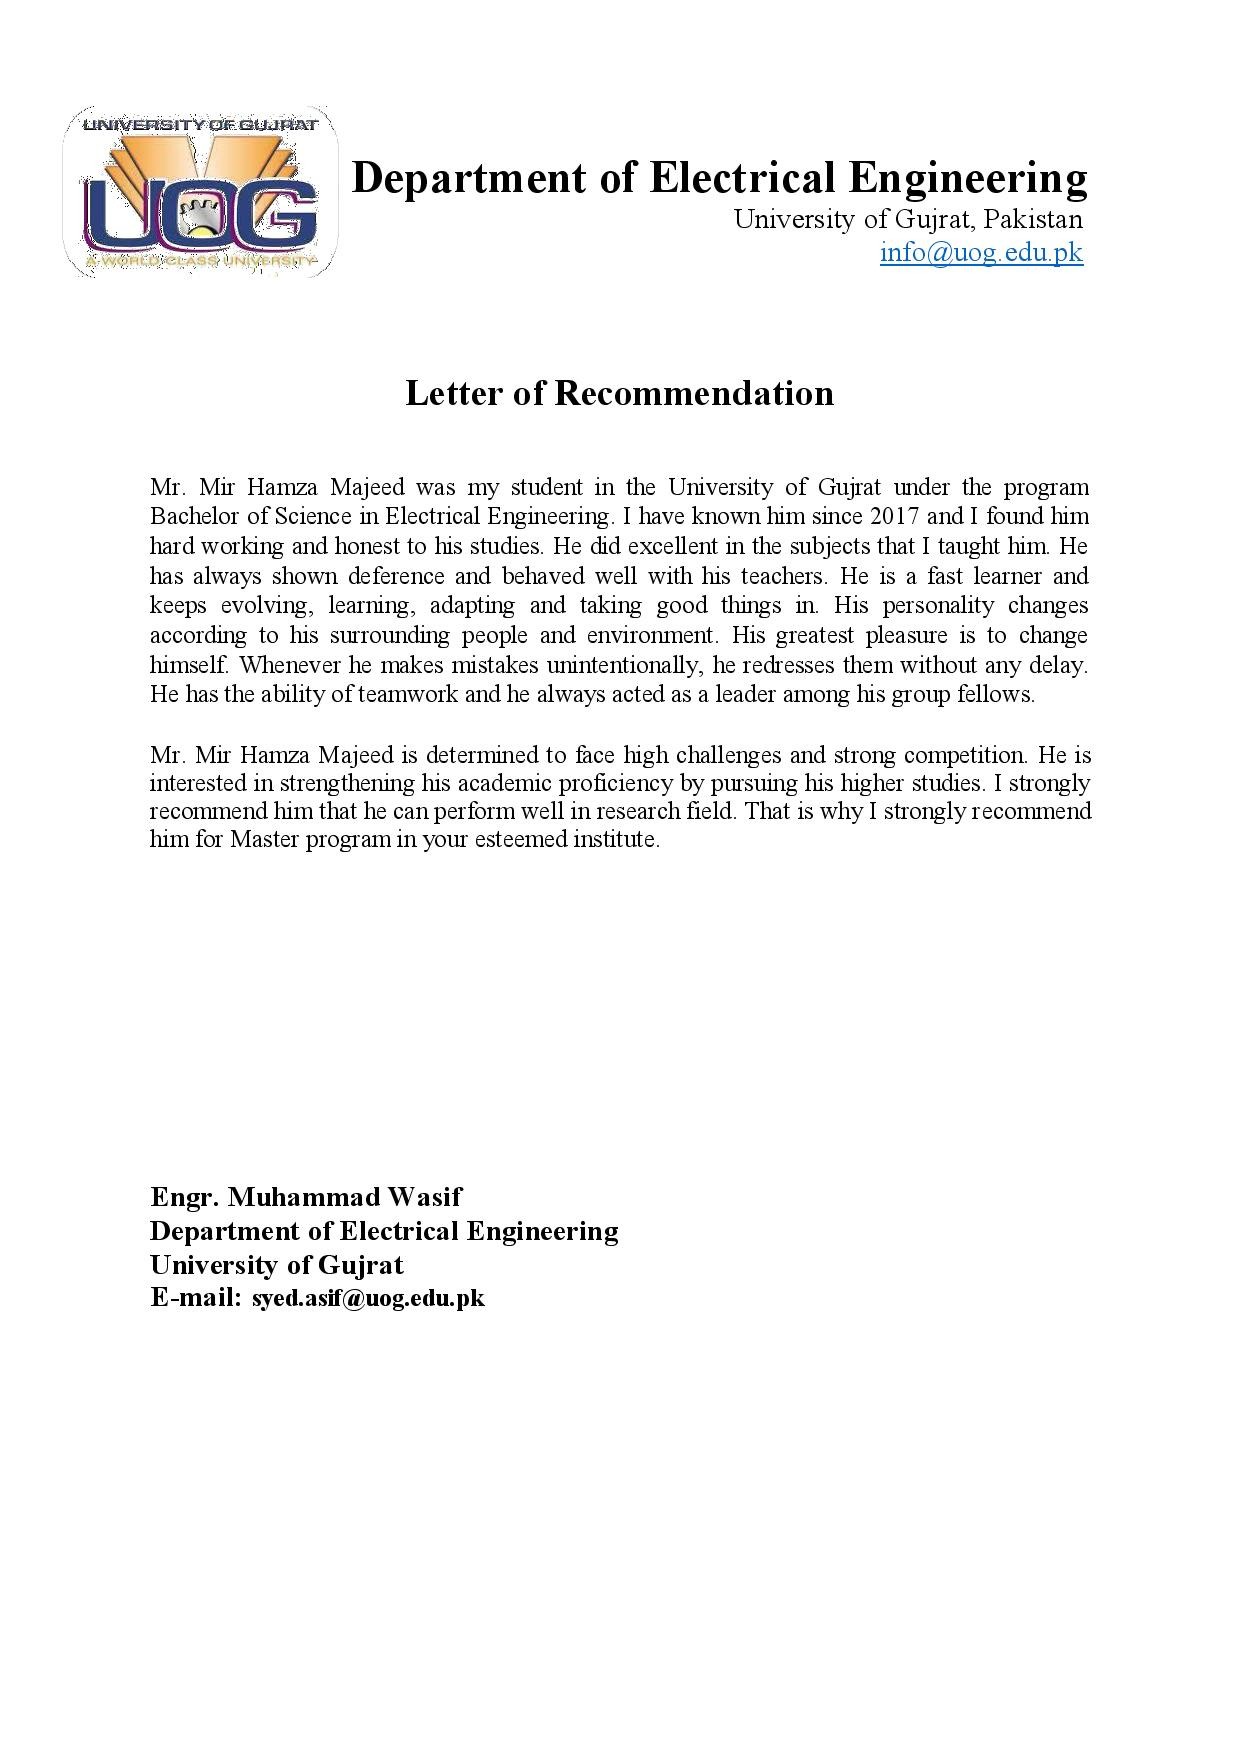 UNIVERSITY OF GUJRAT
UOG
A WORLD CLASS UNIVERSITY
Department of Electrical Engineering
University of Gujrat, Pakistan
info@uog.edu.pk
Letter of Recommendation
Mr. Mir Hamza Majeed was my student in the University of Gujrat under the program
Bachelor of Science in Electrical Engineering. I have known him since 2017 and I found him
hard working and honest to his studies. He did excellent in the subjects that I taught him. He
has always shown deference and behaved well with his teachers. He is a fast learner and
keeps evolving, learning, adapting and taking good things in. His personality changes
according to his surrounding people and environment. His greatest pleasure is to change
himself. Whenever he makes mistakes unintentionally, he redresses them without any delay.
He has the ability of teamwork and he always acted as a leader among his group fellows.
Mr. Mir Hamza Majeed is determined to face high challenges and strong competition. He is
interested in strengthening his academic proficiency by pursuing his higher studies. I strongly
recommend him that he can perform well in research field. That is why I strongly recommend
him for Master program in your esteemed institute.
Engr. Muhammad Wasif
Department of Electrical Engineering
University of Gujrat
E-mail: syed.asif@uog.edu.pk